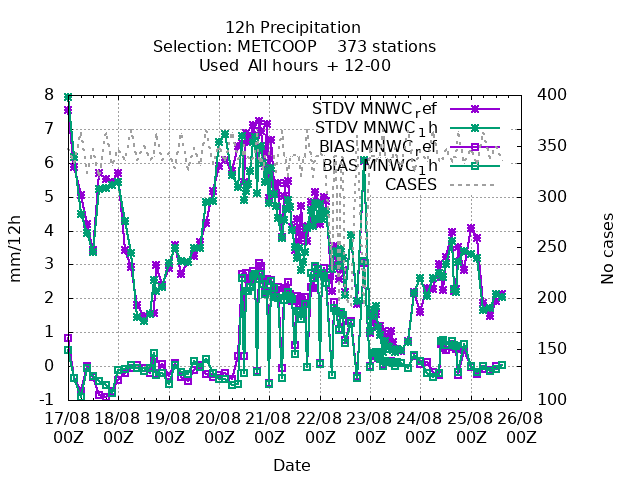 12h Precipitation
Selection: METCOOP 373 stations
Used All hours + 12-00
STDV MNWC_ref
STDV MNWC_1h
BIAS MNWC_ref
BIAS MNWC_1h
CASES
8
7
6
5
4
3
2
1
0
-1
400
350
300
250
200
150
100
mm/12h
No cases
17/08 18/08 19/08 20/08 21/08 22/08 23/08 24/08 25/08 26/08
00Z 00Z 00Z 00Z 00Z 00Z 00Z 00Z 00Z 00Z
Date